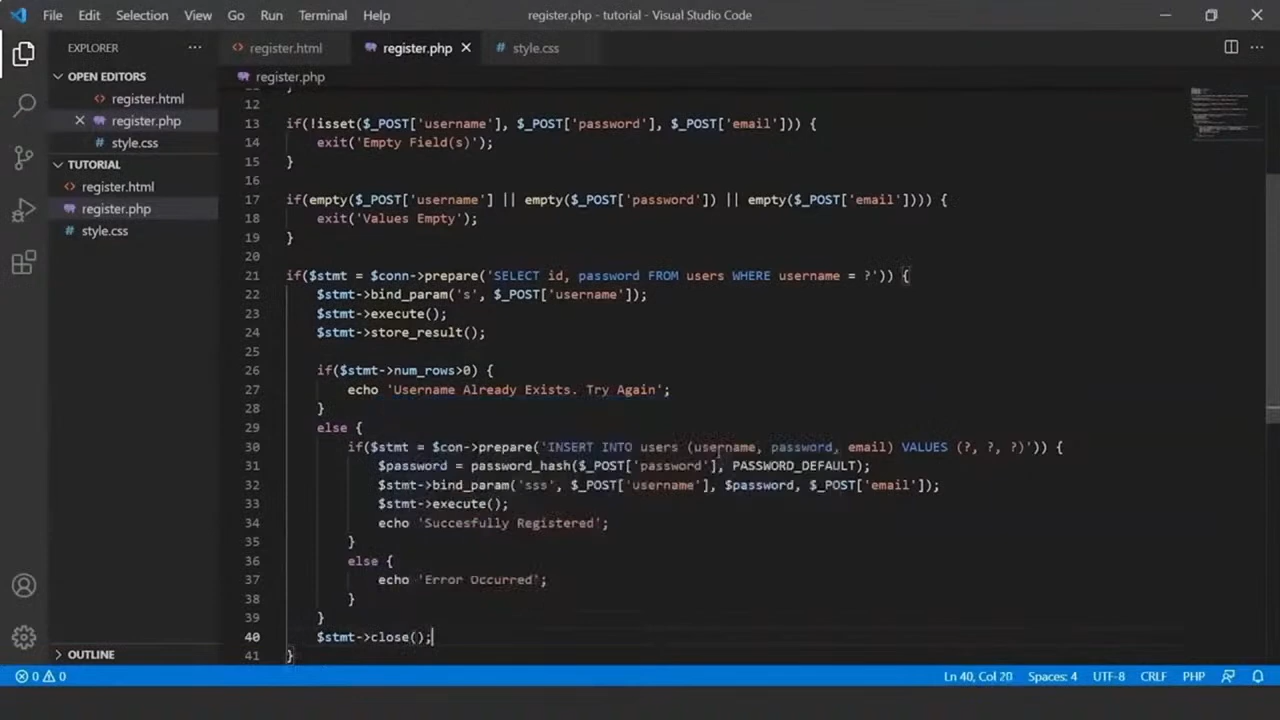 File Edit Selection View Go Run Terminal Help
register.php - tutorial - Visual Studio Code
EXPLORER
OPEN EDITORS
register.html
register.php
style.css
TUTORIAL
register.html
register.php
style.css
OUTLINE
register.html register.php style.css
register.php
12
13 if(!isset($_POST['username'], $_POST['password'], $_POST['email'])) {
14 exit('Empty Field(s)');
15 }
16
17 if(empty($_POST['username'] || empty($_POST['password']) || empty($_POST['email']))) {
18 exit('Values Empty');
19 }
20
21 if($stmt = $conn->prepare('SELECT id, password FROM users WHERE username = ?')) {
22 $stmt->bind_param('s', $_POST['username']);
23 $stmt->execute();
24 $stmt->store_result();
25
26 if($stmt->num_rows>0) {
27 echo 'Username Already Exists. Try Again';
28 }
29 else {
30 if($stmt = $con->prepare('INSERT INTO users (username, password, email) VALUES (?, ?, ?)')) {
31 $password = password_hash($_POST['password'], PASSWORD_DEFAULT);
32 $stmt->bind_param('sss', $_POST['username'], $password, $_POST['email']);
33 $stmt->execute();
34 echo 'Succesfully Registered';
35 }
36 else {
37 echo 'Error Occurred';
38 }
39 }
40 $stmt->close();
41 }
0 0
Ln 40, Col 20 Spaces: 4 UTF-8 CRLF PHP